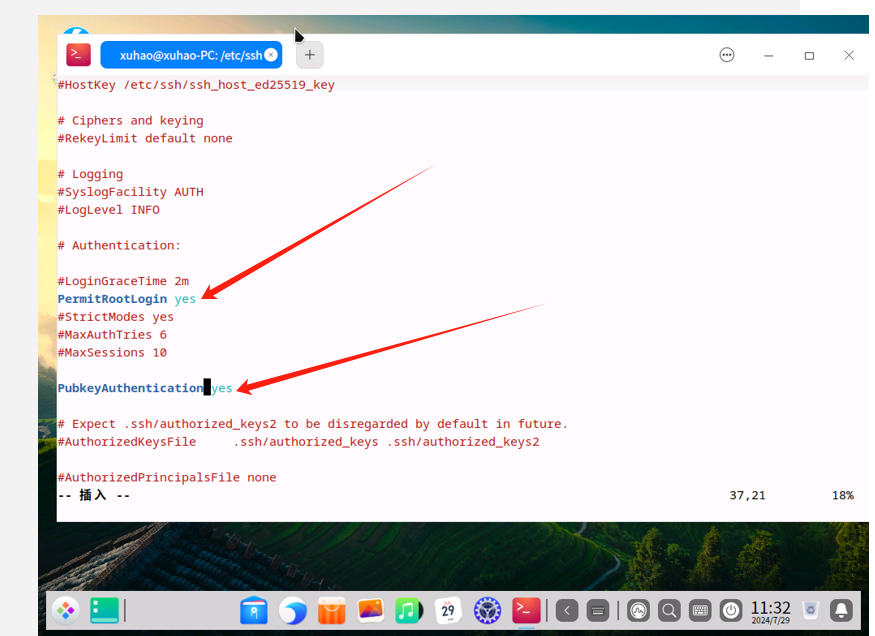 xuhao@xuhao-PC: /etc/ssh
#HostKey /etc/ssh/ssh_host_ed25519_key
# Ciphers and keying
#RekeyLimit default none
# Logging
#SyslogFacility AUTH
#LogLevel INFO
# Authentication:
#LoginGraceTime 2m
PermitRootLogin yes
#StrictModes yes
#MaxAuthTries 6
#MaxSessions 10
PubkeyAuthentication yes
# Expect .ssh/authorized_keys2 to be disregarded by default in future.
#AuthorizedKeysFile     .ssh/authorized_keys .ssh/authorized_keys2
#AuthorizedPrincipalsFile none
-- 插入 --                    37,21          18%
29
11:32
2024/7/29